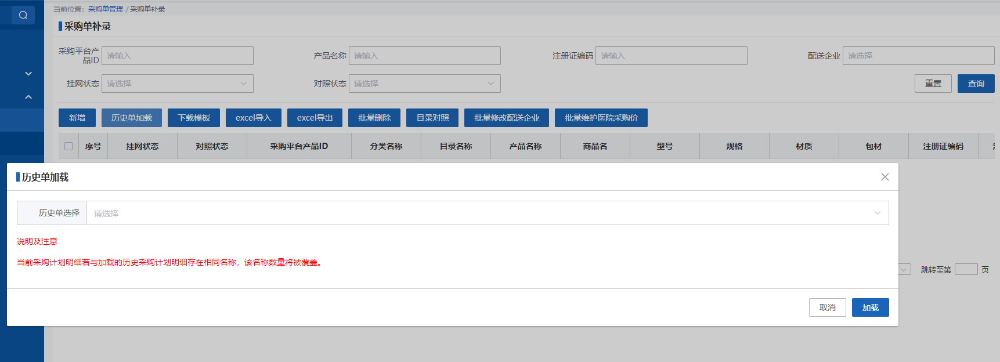 当前位置：采购单管理 / 采购单补录
采购单补录
采购平台产品ID 请输入 产品名称 请输入 注册证编码 请输入 配送企业 请选择
挂网状态 请选择 对照状态 请选择 重置 查询
新增 历史单加载 下载模板 excel导入 excel导出 批量删除 目录对照 批量修改配送企业 批量维护医院采购价
序号 挂网状态 对照状态 采购平台产品ID 分类名称 目录名称 产品名称 商品名 型号 规格 材质 包材 注册证编码
历史单加载
历史单选择 请选择
说明及注意
当前采购计划明细若与加载的历史采购计划明细存在相同名称，该名称数量将被覆盖。
跳转至第 页
取消 加载